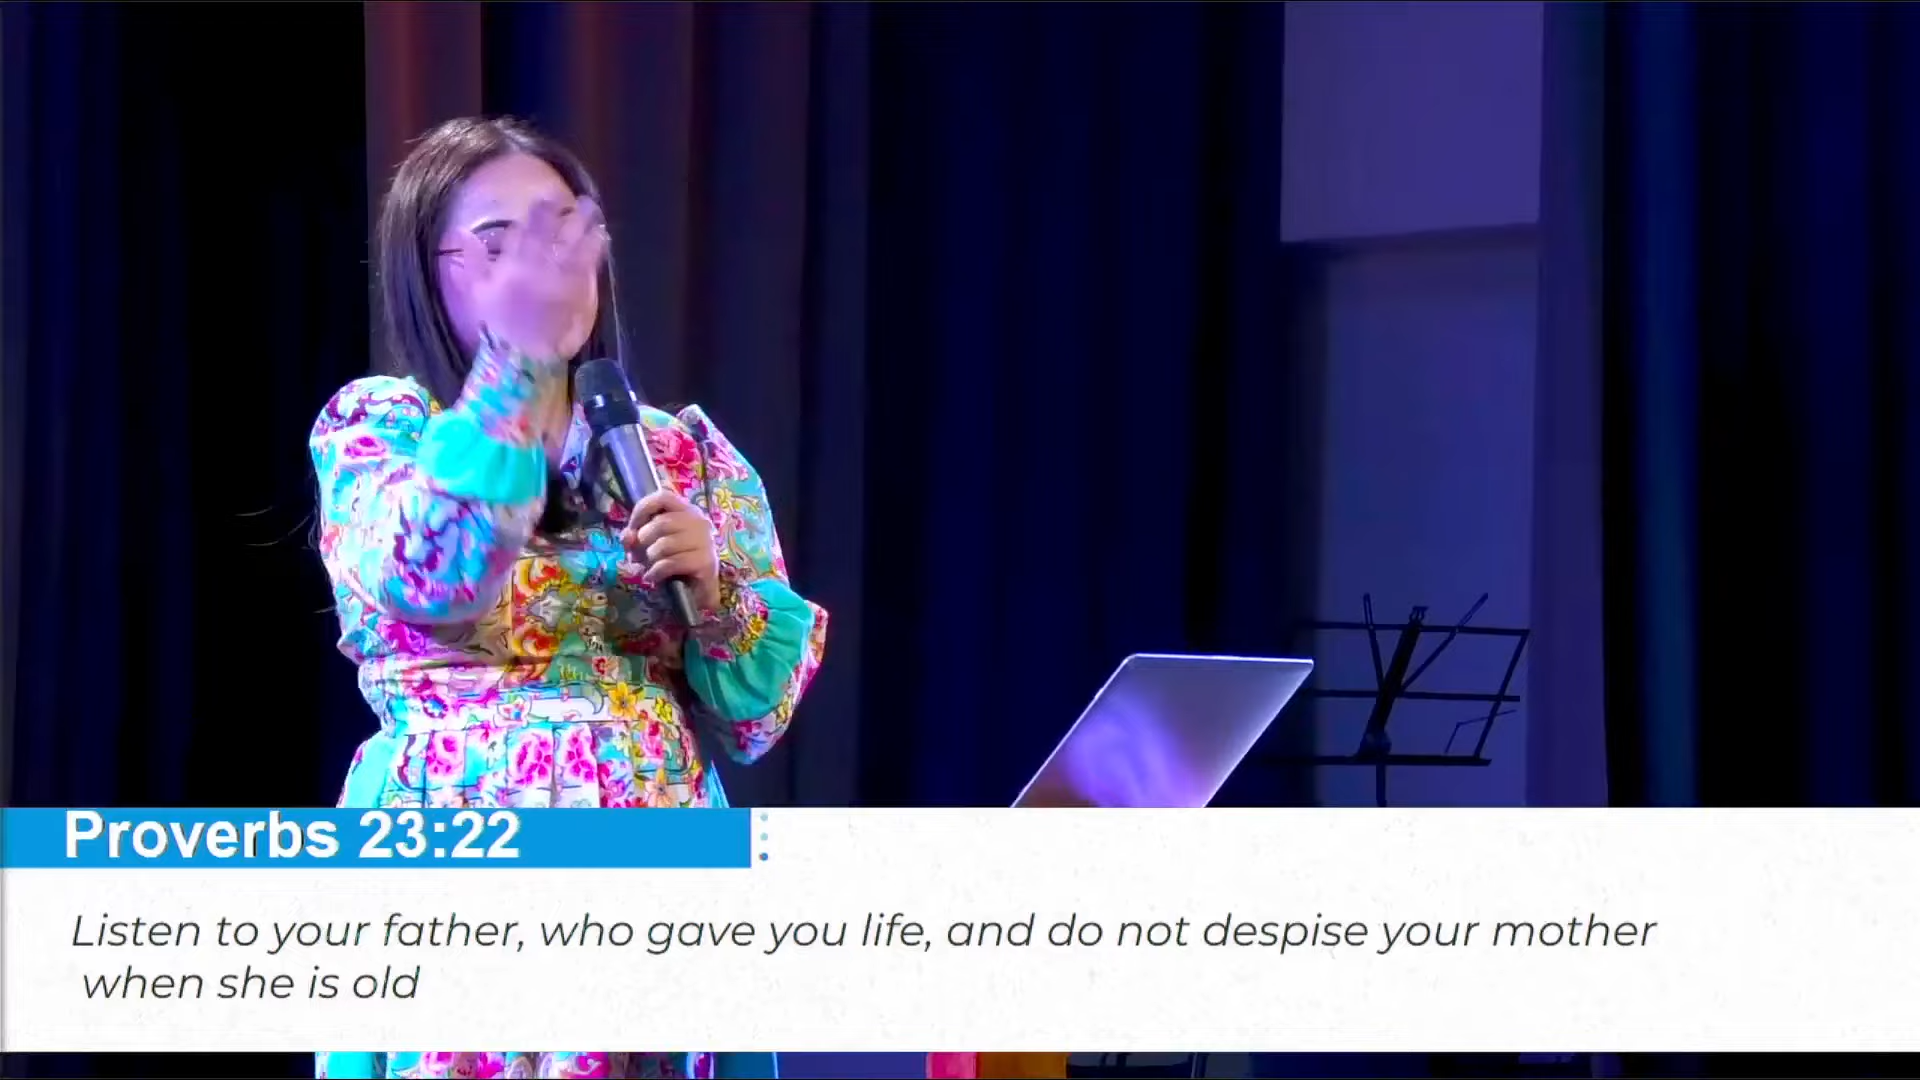 Proverbs 23:22
Listen to your father, who gave you life, and do not despise your mother
when she is old